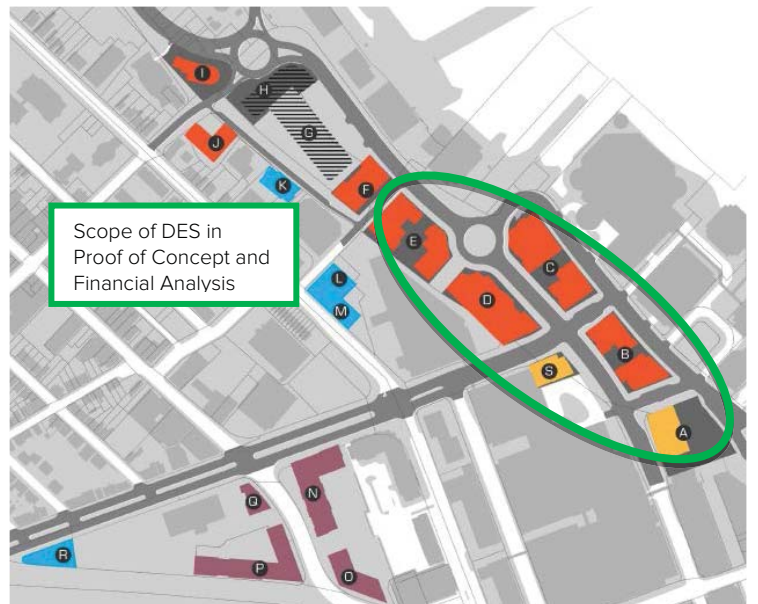 I
H
G
J
K
F
E
C
Scope of DES in
Proof of Concept and
Financial Analysis
L
M
D
B
S
A
N
Q
R
P
O